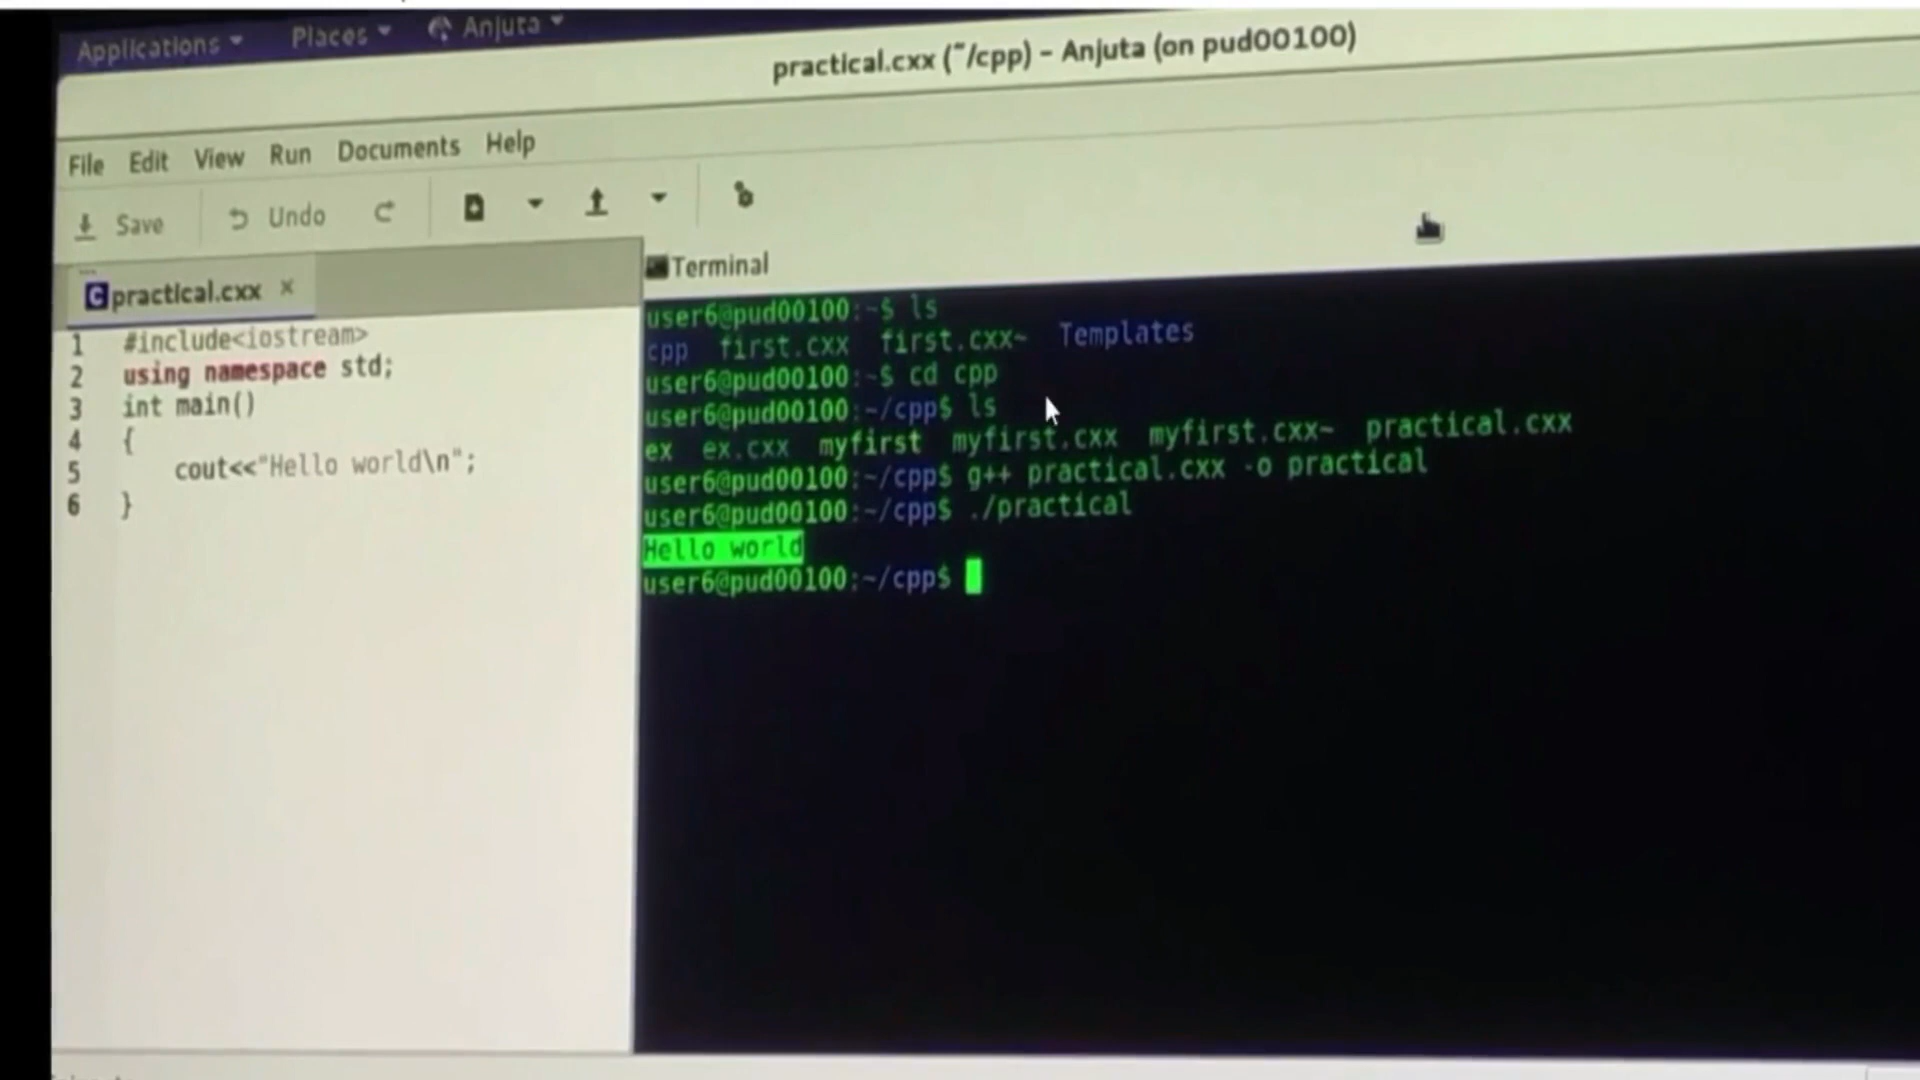 Applications Places Anjuta
practical.cxx (~/cpp) - Anjuta (on pud00100)
File Edit View Run Documents Help
Save Undo
practical.cxx ×
1 #include<iostream>
2 using namespace std;
3 int main()
4 {
5 cout<<"Hello world\n";
6 }
Terminal
user6@pud00100:~$ ls
cpp first.cxx first.cxx~ Templates
user6@pud00100:~$ cd cpp
user6@pud00100:~/cpp$ ls
ex ex.cxx myfirst myfirst.cxx myfirst.cxx~ practical.cxx
user6@pud00100:~/cpp$ g++ practical.cxx -o practical
user6@pud00100:~/cpp$ ./practical
Hello world
user6@pud00100:~/cpp$